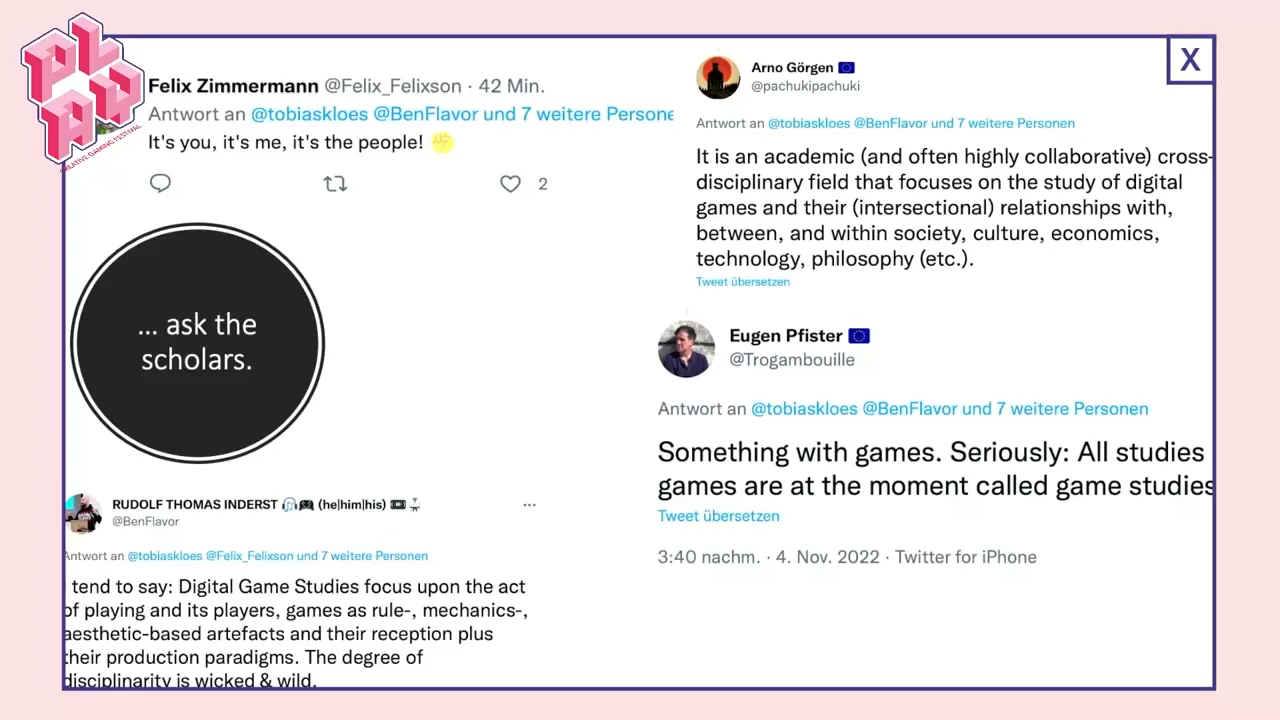 PLAY
CREATIVE GAMING FESTIVAL
X
Felix Zimmermann @Felix_Felixson · 42 Min.
Antwort an @tobiaskloes @BenFlavor und 7 weitere Persone
It's you, it's me, it's the people!
2
... ask the
scholars.
RUDOLF THOMAS INDERST (he|him|his)
@BenFlavor
Antwort an @tobiaskloes @Felix_Felixson und 7 weitere Personen
I tend to say: Digital Game Studies focus upon the act
of playing and its players, games as rule-, mechanics-,
aesthetic-based artefacts and their reception plus
their production paradigms. The degree of
disciplinarity is wicked & wild.
Arno Görgen
@pachukipachuki
Antwort an @tobiaskloes @BenFlavor und 7 weitere Personen
It is an academic (and often highly collaborative) cross-
disciplinary field that focuses on the study of digital
games and their (intersectional) relationships with,
between, and within society, culture, economics,
technology, philosophy (etc.).
Tweet übersetzen
Eugen Pfister
@Trogambouille
Antwort an @tobiaskloes @BenFlavor und 7 weitere Personen
Something with games. Seriously: All studies
games are at the moment called game studies
Tweet übersetzen
3:40 nachm. · 4. Nov. 2022 · Twitter for iPhone